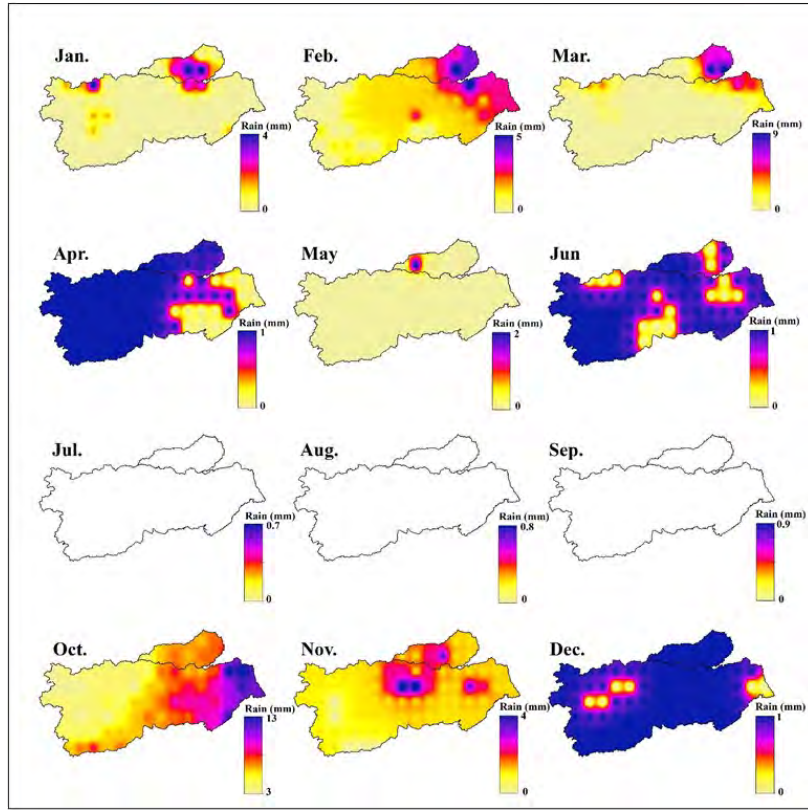 Jan.
Feb.
Mar.
Rain (mm)
4
0
Rain (mm)
5
0
Rain (mm)
9
0
Apr.
May
Jun
Rain (mm)
1
0
Rain (mm)
2
0
Rain (mm)
1
0
Jul.
Aug.
Sep.
Rain (mm)
0.7
0
Rain (mm)
0.8
0
Rain (mm)
0.9
0
Oct.
Nov.
Dec.
Rain (mm)
13
3
Rain (mm)
4
0
Rain (mm)
1
0